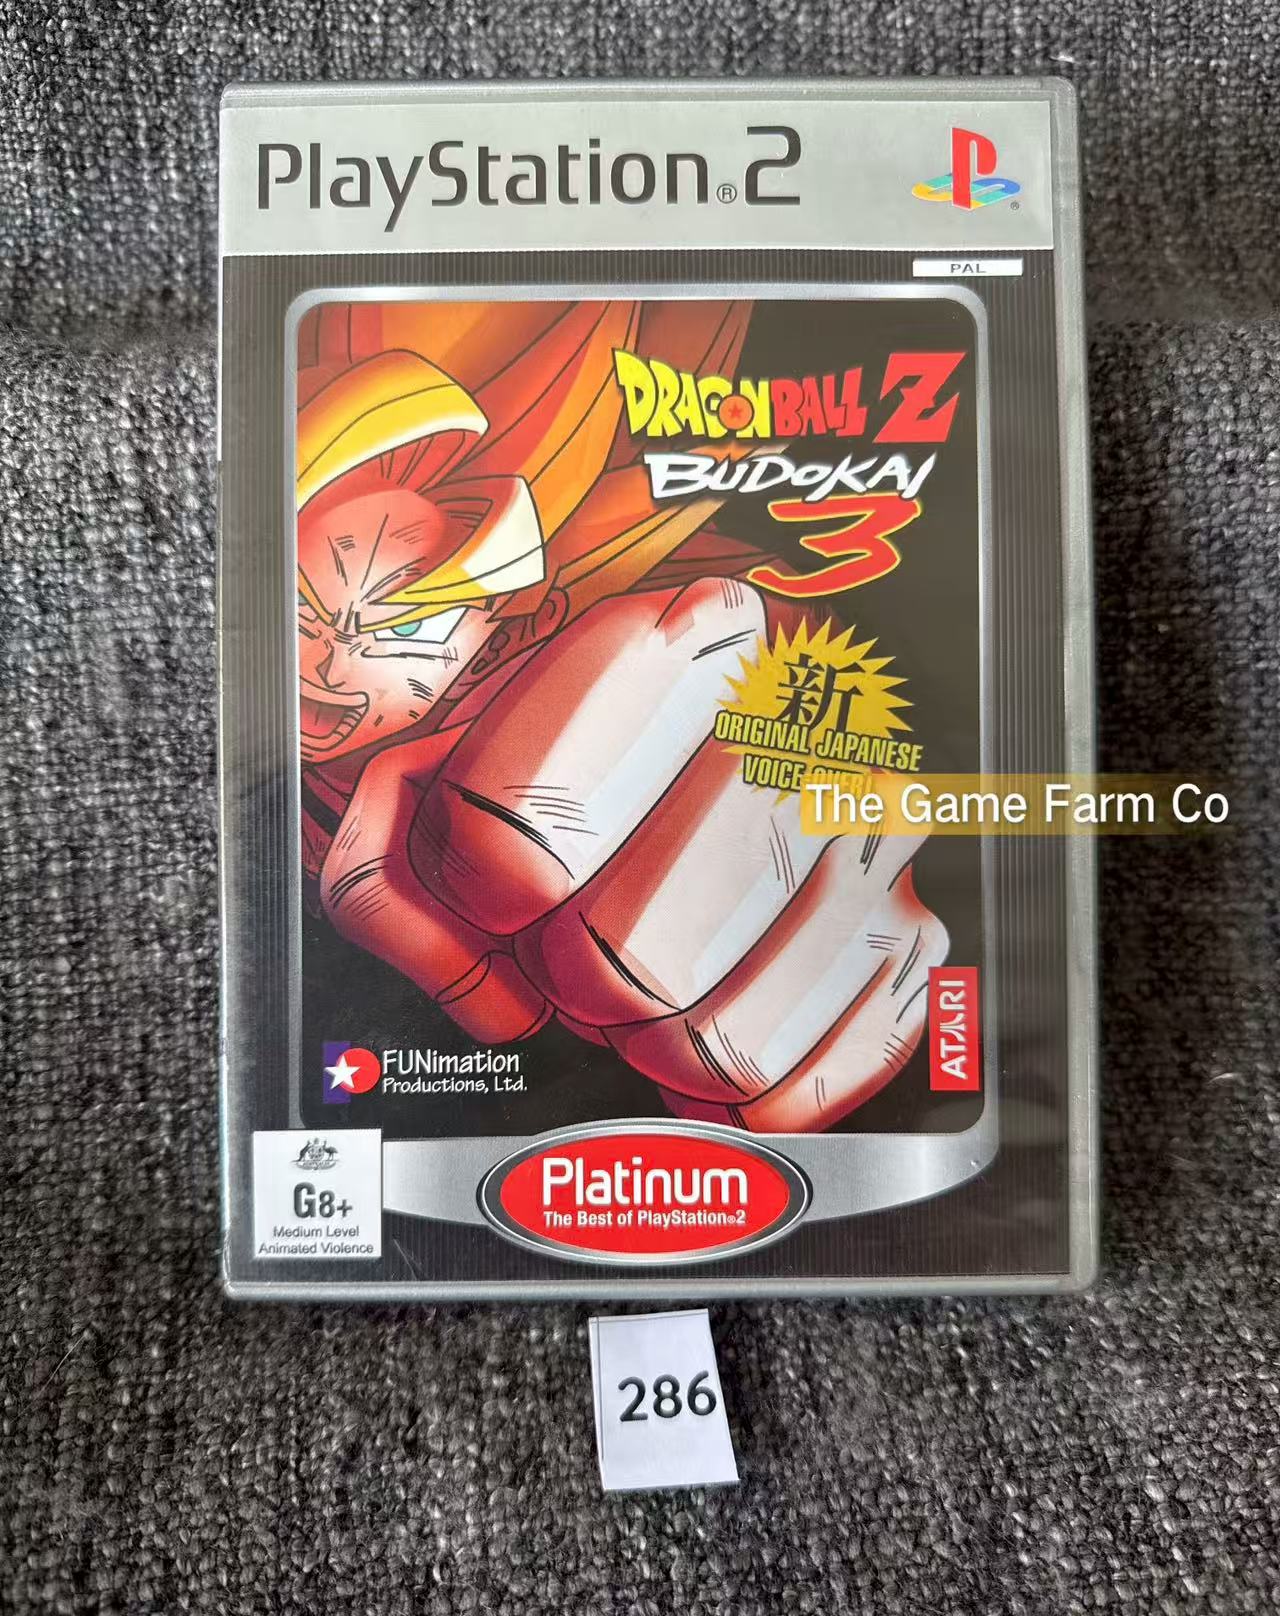 PlayStation®2
PAL
DRAGON BALL Z
BUDOKAI
3
新
ORIGINAL JAPANESE
VOICE-OVER!
The Game Farm Co
ATARI
FUNimation
Productions, Ltd.
G8+
Medium Level
Animated Violence
Platinum
The Best of PlayStation®2
286